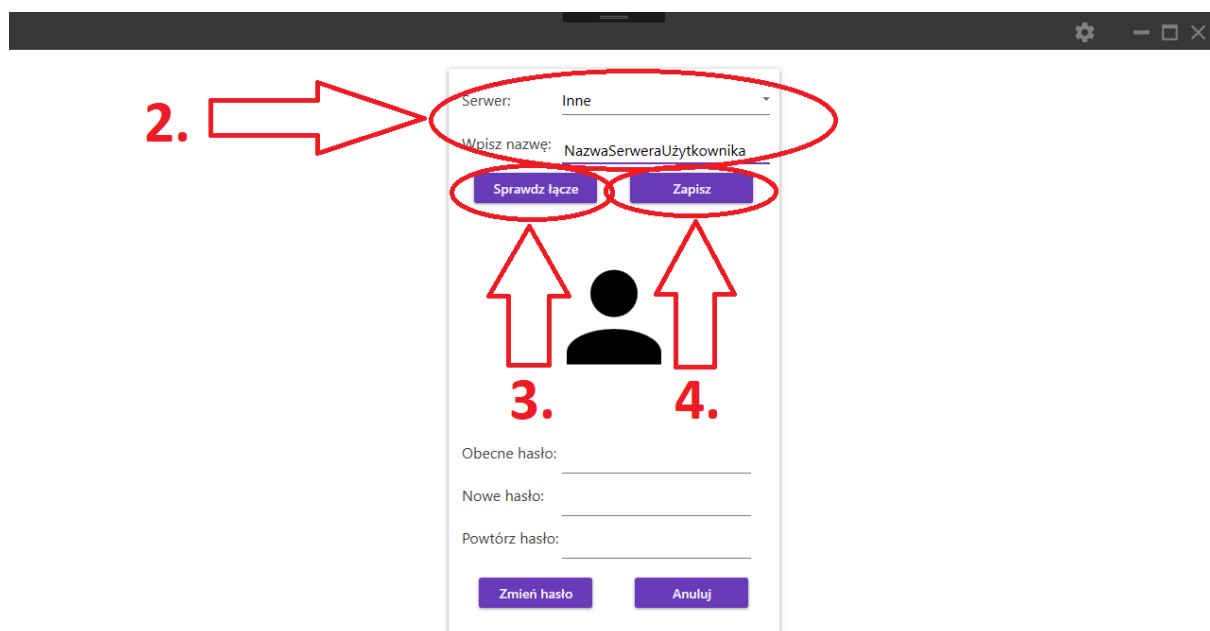 2.
Serwer: Inne
Wpisz nazwę: NazwaSerweraUżytkownika
Sprawdz łącze Zapisz
3. 4.
Obecne hasło:
Nowe hasło:
Powtórz hasło:
Zmień hasło Anuluj